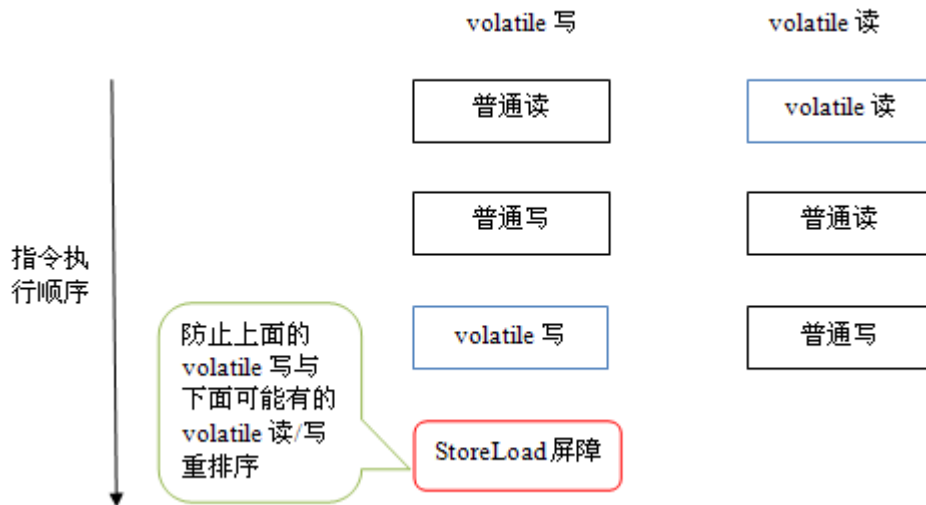 volatile 写
volatile 读
普通读
volatile 读
普通写
普通读
指令执
行顺序
防止上面的
volatile 写与
下面可能有的
volatile 读/写
重排序
volatile 写
普通写
StoreLoad 屏障